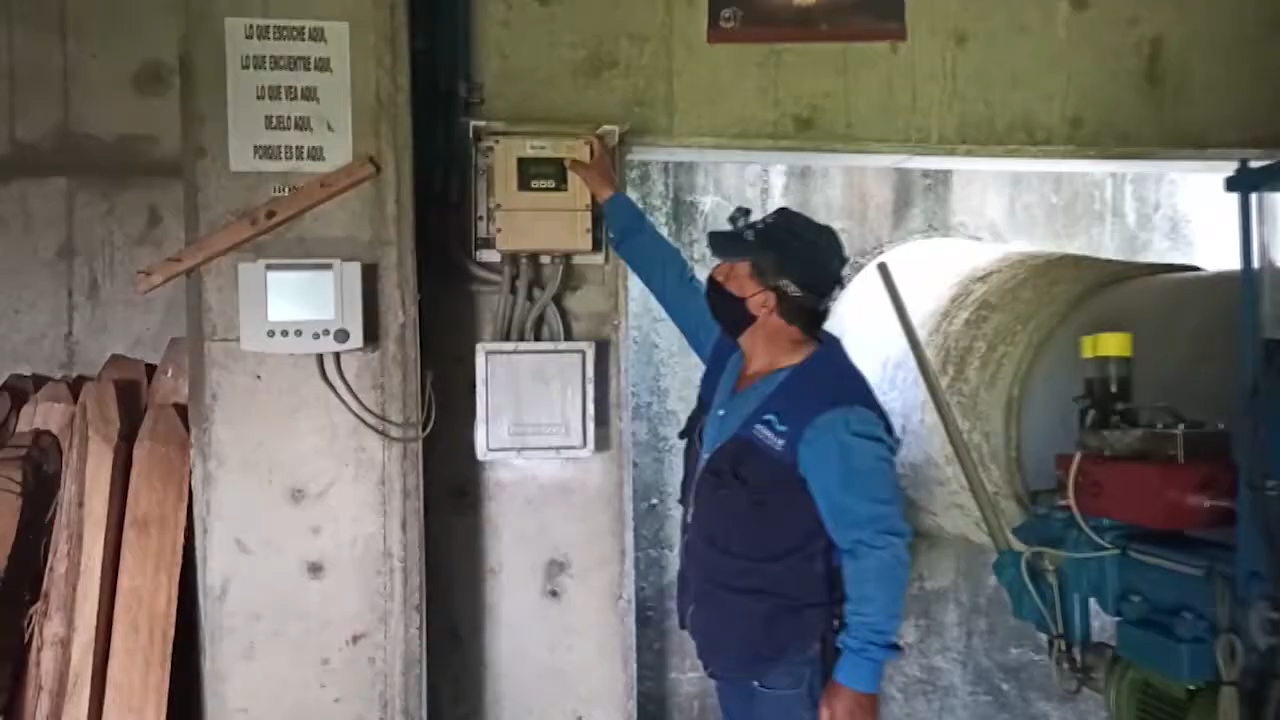 LO QUE ESCUCHE AQUI,
LO QUE ENCUENTRE AQUI,
LO QUE VEA AQUI,
DEJELO AQUI,
PORQUE ES DE AQUI.